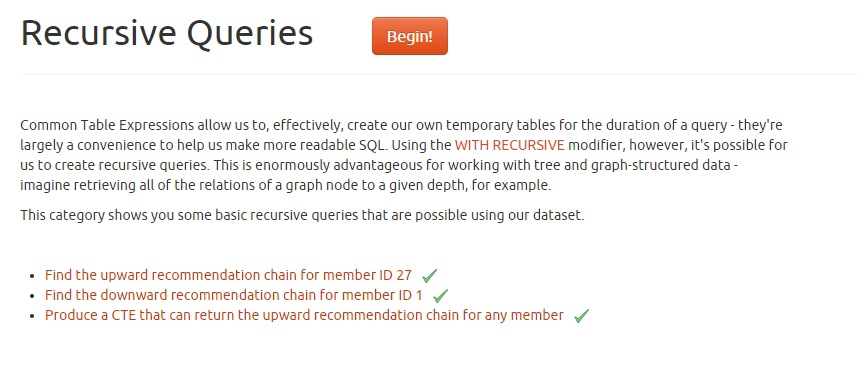 Recursive Queries
Begin!
Common Table Expressions allow us to, effectively, create our own temporary tables for the duration of a query - they're
largely a convenience to help us make more readable SQL. Using the WITH RECURSIVE modifier, however, it's possible for
us to create recursive queries. This is enormously advantageous for working with tree and graph-structured data -
imagine retrieving all of the relations of a graph node to a given depth, for example.
This category shows you some basic recursive queries that are possible using our dataset.
Find the upward recommendation chain for member ID 27
Find the downward recommendation chain for member ID 1
Produce a CTE that can return the upward recommendation chain for any member